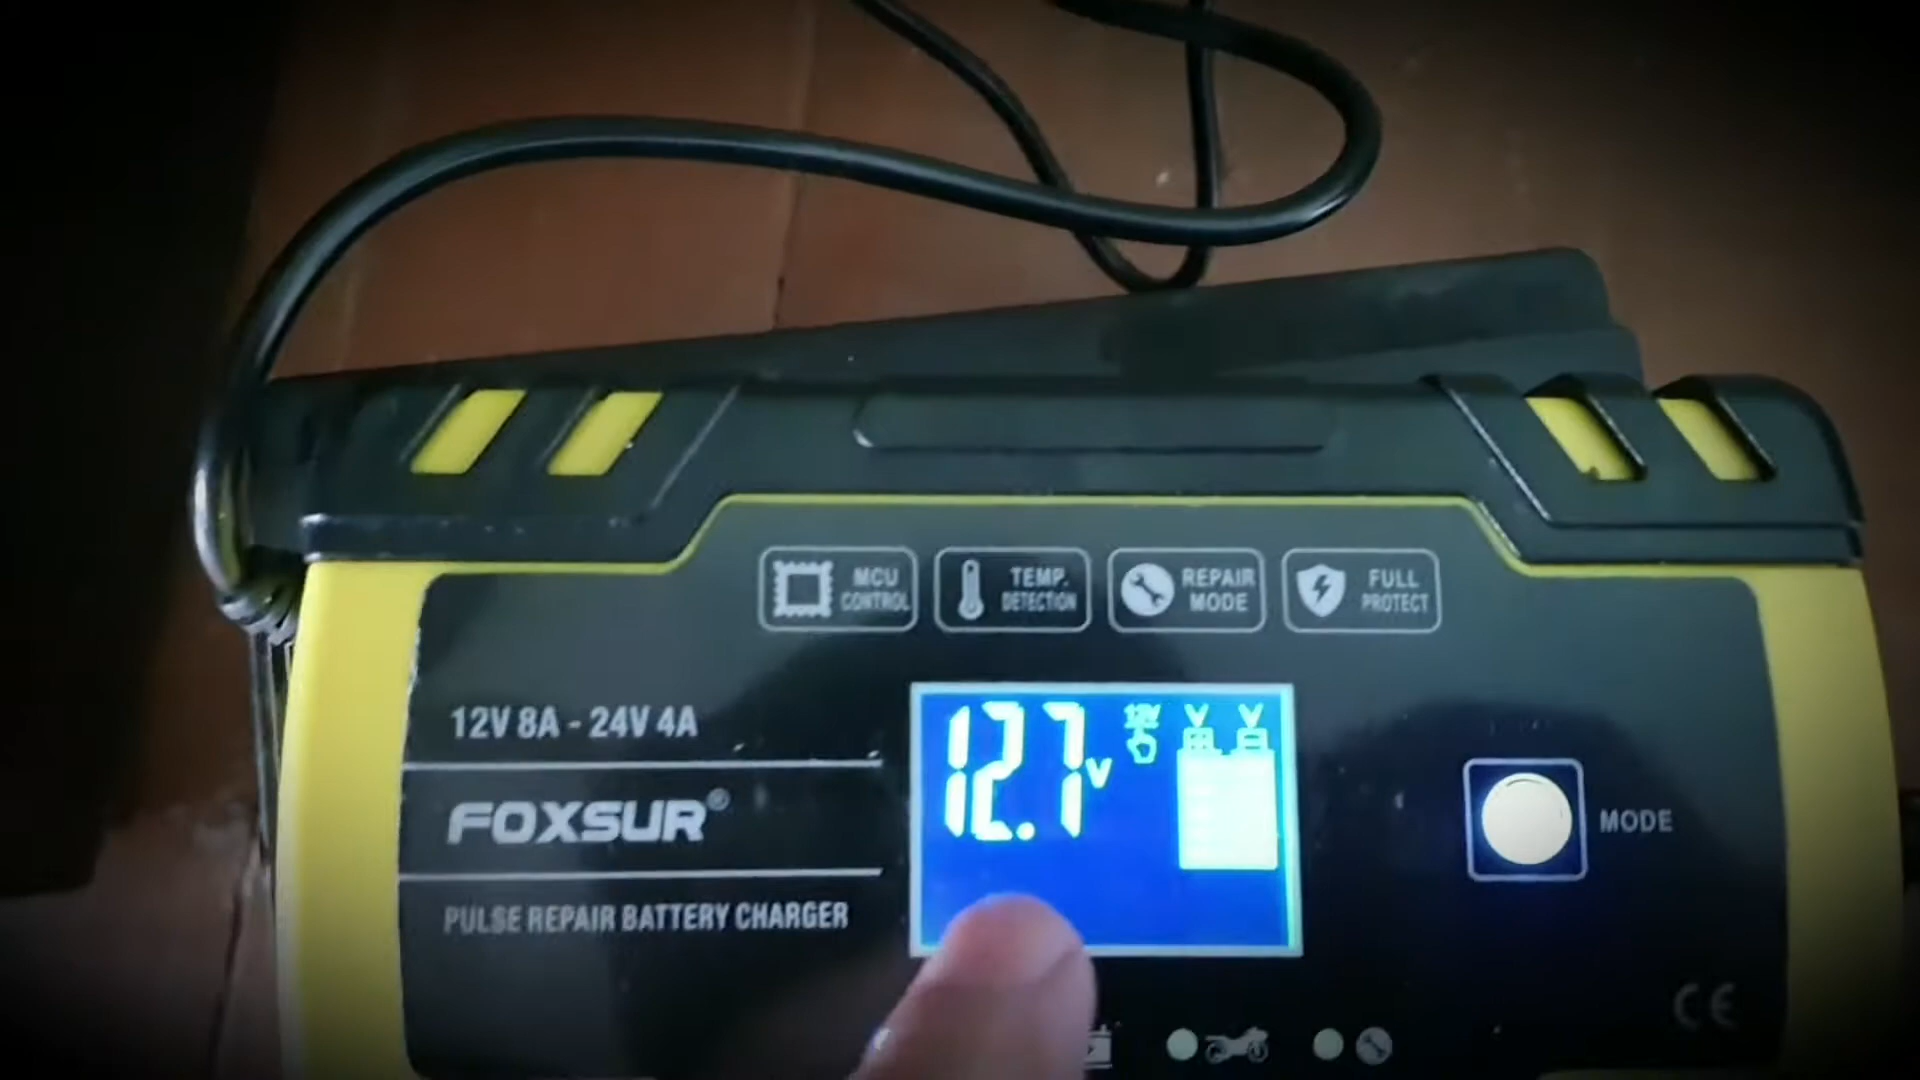 MCU
CONTROL
TEMP.
DETECTION
REPAIR
MODE
FULL
PROTECT
12V 8A - 24V 4A
FOXSUR®
PULSE REPAIR BATTERY CHARGER
12.7 V
12V
MODE
CE